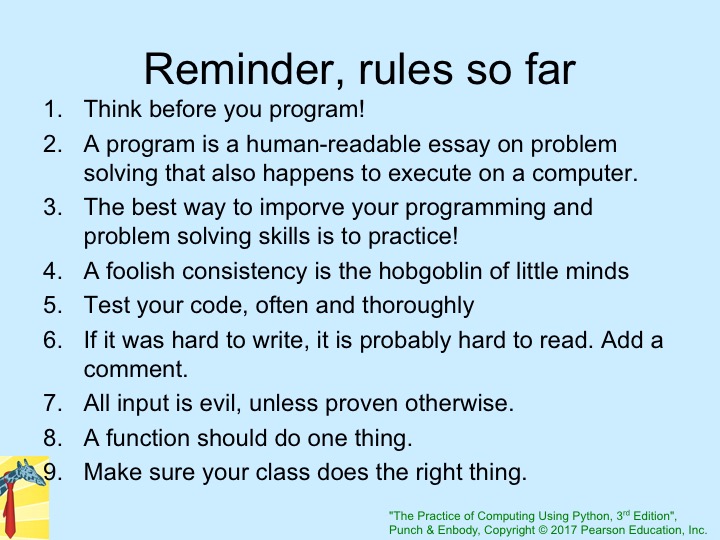 Reminder, rules so far
1. Think before you program!
2. A program is a human-readable essay on problem
solving that also happens to execute on a computer.
3. The best way to imporve your programming and
problem solving skills is to practice!
4. A foolish consistency is the hobgoblin of little minds
5. Test your code, often and thoroughly
6. If it was hard to write, it is probably hard to read. Add a
comment.
7. All input is evil, unless proven otherwise.
8. A function should do one thing.
9. Make sure your class does the right thing.
"The Practice of Computing Using Python, 3rd Edition",
Punch & Enbody, Copyright © 2017 Pearson Education, Inc.